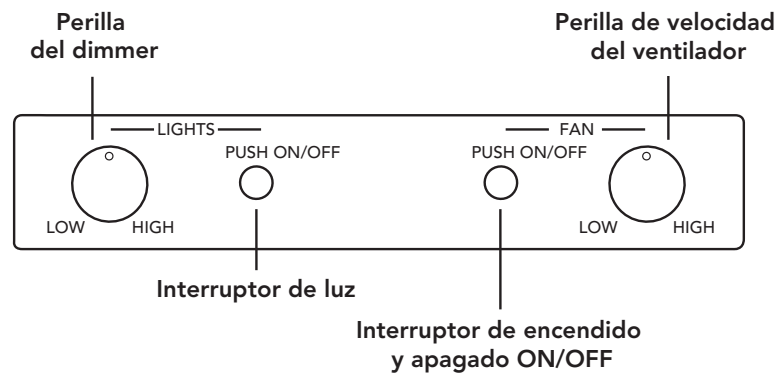 Perilla
del dimmer
Perilla de velocidad
del ventilador
LIGHTS
FAN
PUSH ON/OFF
PUSH ON/OFF
LOW
HIGH
LOW
HIGH
Interruptor de luz
Interruptor de encendido
y apagado ON/OFF